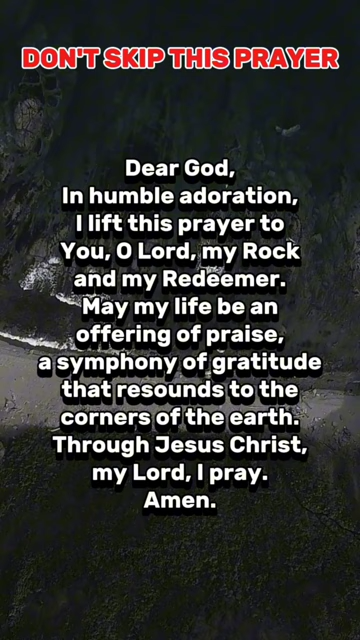 DON'T SKIP THIS PRAYER
Dear God,
In humble adoration,
I lift this prayer to
You, O Lord, my Rock
and my Redeemer.
May my life be an
offering of praise,
a symphony of gratitude
that resounds to the
corners of the earth.
Through Jesus Christ,
my Lord, I pray.
Amen.